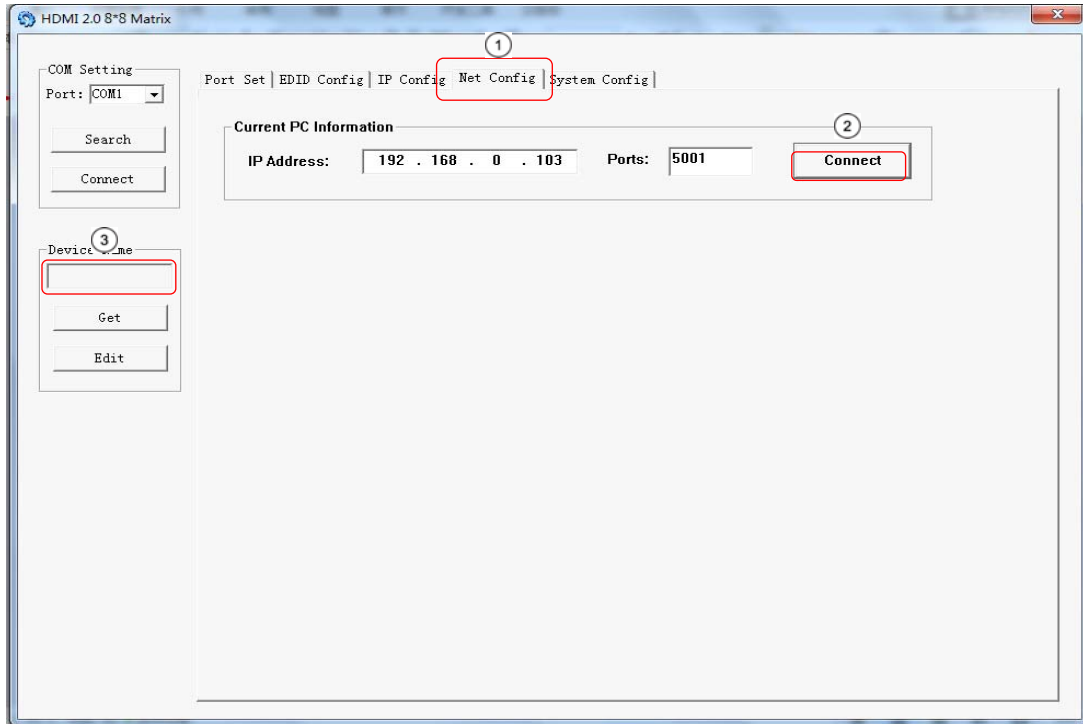 HDMI 2.0 8*8 Matrix
1
COM Setting
Port: COM1
Search
Connect
Port Set EDID Config IP Config Net Config System Config
Current PC Information
2
IP Address: 192 . 168 . 0 . 103 Ports: 5001 Connect
3
Device
Get
Edit